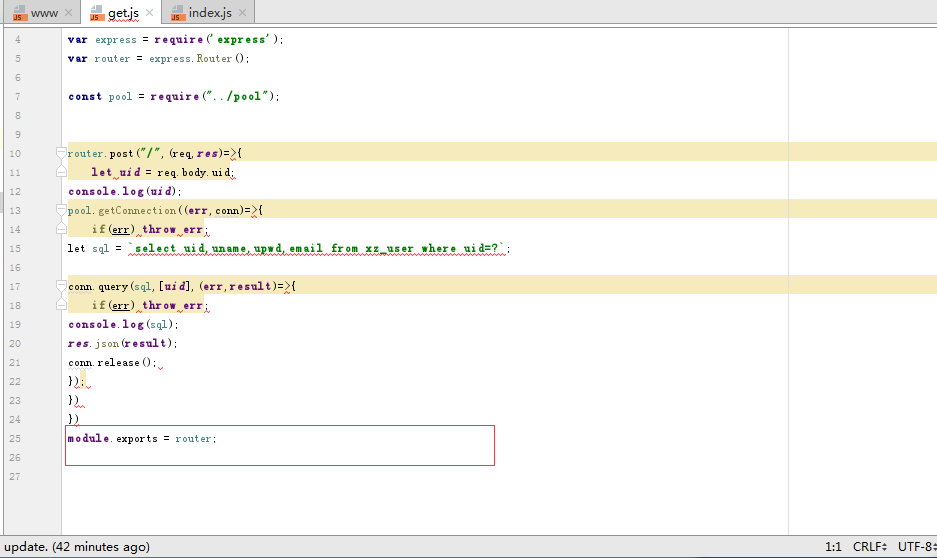 www get.js index.js
4 var express = require('express');
5 var router = express.Router();
6
7 const pool = require("../pool");
8
9
10 router.post("/", (req,res)=>{
11 let uid = req.body.uid;
12 console.log(uid);
13 pool.getConnection((err,conn)=>{
14 if(err) throw err;
15 let sql = `select uid,uname,upwd,email from xz_user where uid=?`;
16
17 conn.query(sql,[uid],(err,result)=>{
18 if(err) throw err;
19 console.log(sql);
20 res.json(result);
21 conn.release();
22 });
23 })
24 })
25 module.exports = router;
26
27
update. (42 minutes ago) 1:1 CRLF UTF-8